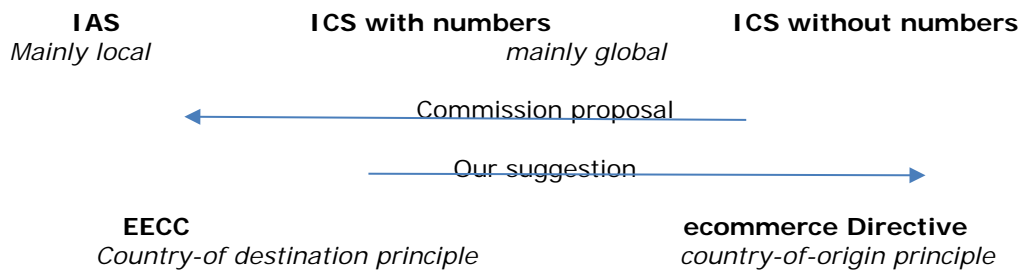 IAS ICS with numbers ICS without numbers
Mainly local mainly global
Commission proposal
Our suggestion
EECC ecommerce Directive
Country-of destination principle country-of-origin principle